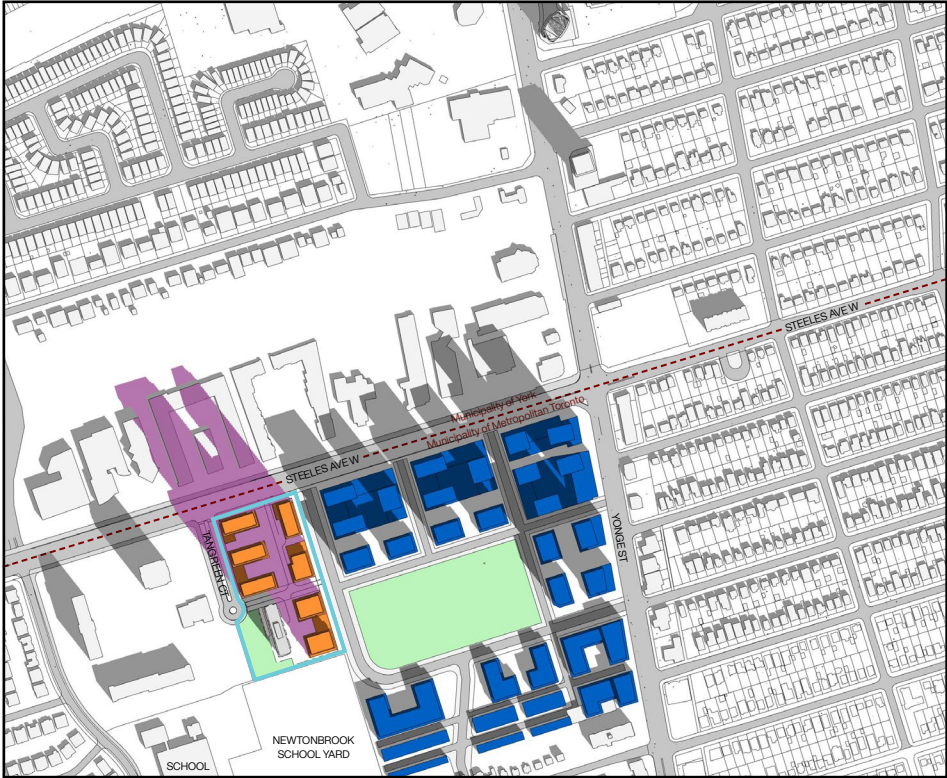 STEELES AVE W
Municipality of York
Municipality of Metropolitan Toronto
STEELES AVE W
TANGREEN CT
YONGE ST
NEWTONBROOK
SCHOOL YARD
SCHOOL